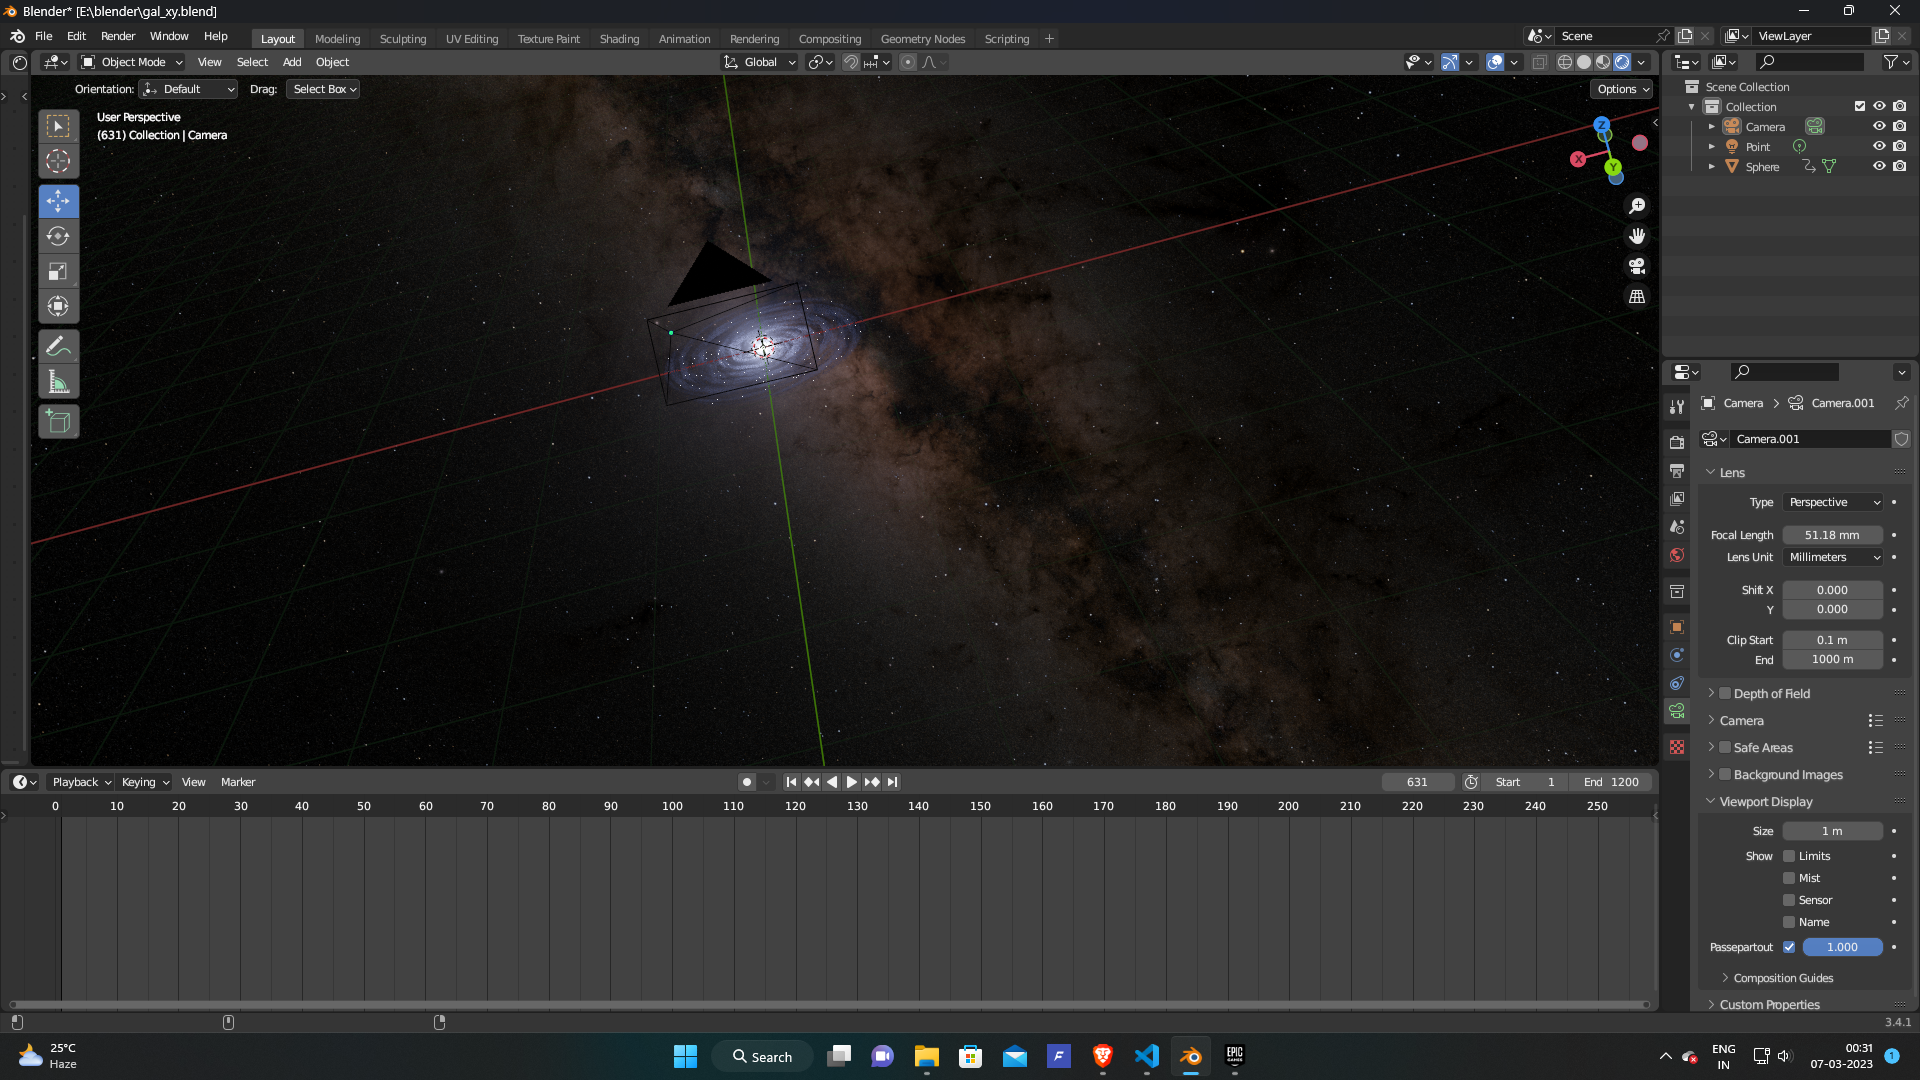 Blender* [E:\blender\gal_xy.blend]
File Edit Render Window Help Layout Modeling Sculpting UV Editing Texture Paint Shading Animation Rendering Compositing Geometry Nodes Scripting + Scene ViewLayer
Object Mode View Select Add Object Global
Orientation: Default Drag: Select Box Options
User Perspective
(631) Collection | Camera
Z
X
Y
Scene Collection
Collection
Camera
Point
Sphere
Camera > Camera.001
Camera.001
Lens
Type Perspective
Focal Length 51.18 mm
Lens Unit Millimeters
Shift X 0.000
Y 0.000
Clip Start 0.1 m
End 1000 m
Depth of Field
Camera
Safe Areas
Background Images
Viewport Display
Size 1 m
Show Limits
Mist
Sensor
Name
Passepartout 1.000
Composition Guides
Custom Properties
Playback Keying View Marker 631 Start 1 End 1200
0 10 20 30 40 50 60 70 80 90 100 110 120 130 140 150 160 170 180 190 200 210 220 230 240 250
3.4.1
25°C
Haze
Search
F
EPIC
GAMES
ENG
IN
00:31
07-03-2023
1